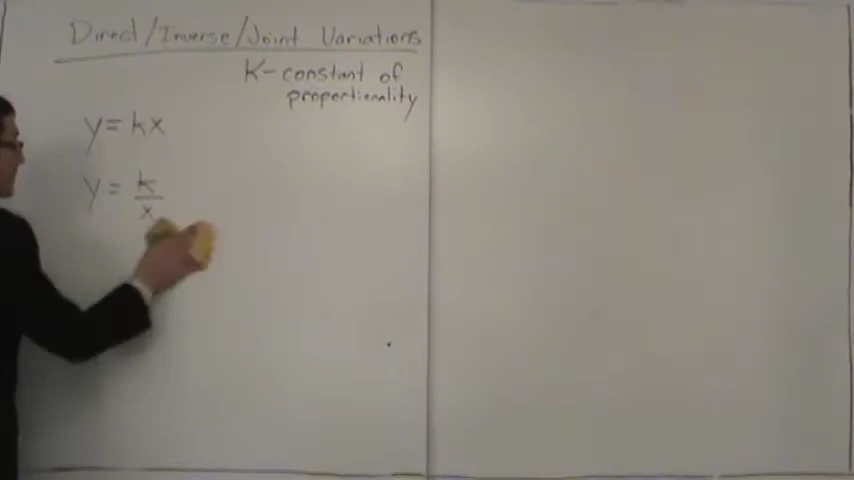 Direct/Inverse/Joint Variations
K-constant of
proportionality
y = kx
y = k/x